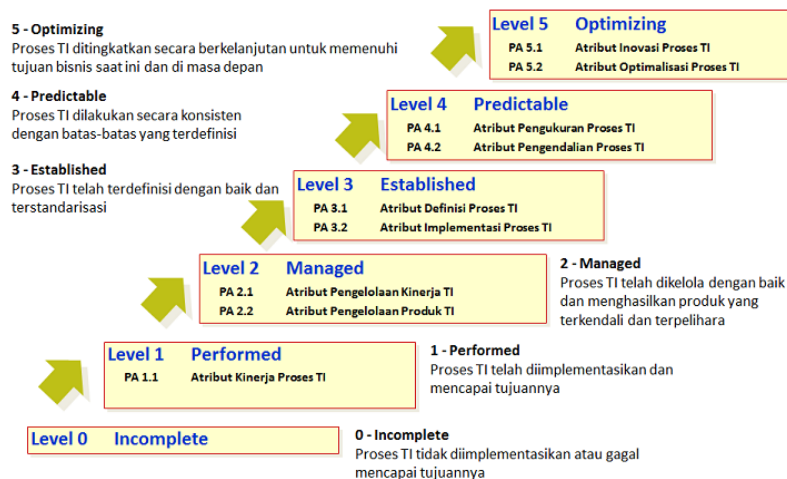 5 - Optimizing
Proses TI ditingkatkan secara berkelanjutan untuk memenuhi
tujuan bisnis saat ini dan di masa depan
Level 5 Optimizing
PA 5.1 Atribut Inovasi Proses TI
PA 5.2 Atribut Optimalisasi Proses TI
4 - Predictable
Proses TI dilakukan secara konsisten
dengan batas-batas yang terdefinisi
Level 4 Predictable
PA 4.1 Atribut Pengukuran Proses TI
PA 4.2 Atribut Pengendalian Proses TI
3 - Established
Proses TI telah terdefinisi dengan baik dan
terstandarisasi
Level 3 Established
PA 3.1 Atribut Definisi Proses TI
PA 3.2 Atribut Implementasi Proses TI
Level 2 Managed
PA 2.1 Atribut Pengelolaan Kinerja TI
PA 2.2 Atribut Pengelolaan Produk TI
2 - Managed
Proses TI telah dikelola dengan baik
dan menghasilkan produk yang
terkendali dan terpelihara
Level 1 Performed
PA 1.1 Atribut Kinerja Proses TI
1 - Performed
Proses TI telah diimplementasikan dan
mencapai tujuannya
Level 0 Incomplete
0 - Incomplete
Proses TI tidak diimplementasikan atau gagal
mencapai tujuannya